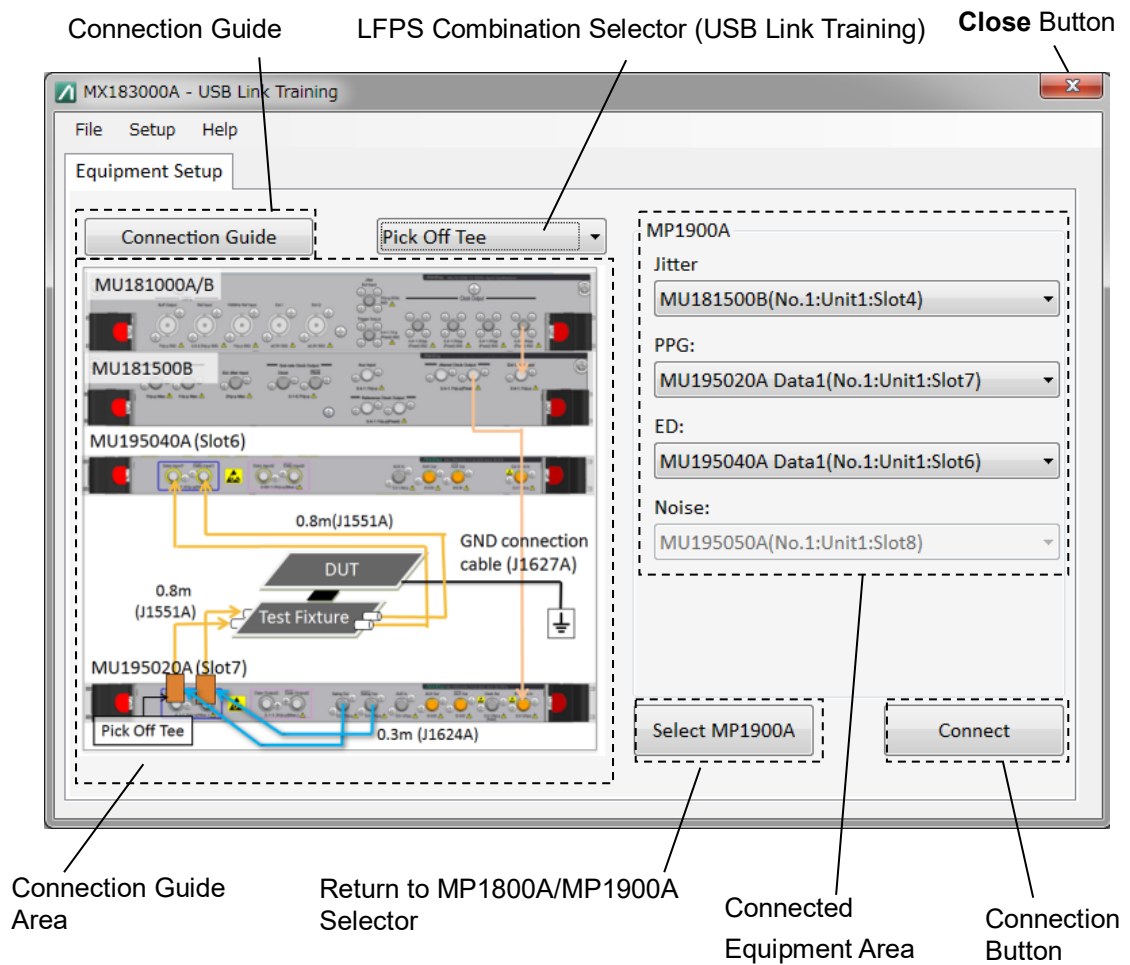 Connection Guide
LFPS Combination Selector (USB Link Training)
Close Button
MX183000A - USB Link Training
File Setup Help
Equipment Setup
Connection Guide
Pick Off Tee
MP1900A
Jitter
MU181500B(No.1:Unit1:Slot4)
PPG:
MU195020A Data1(No.1:Unit1:Slot7)
ED:
MU195040A Data1(No.1:Unit1:Slot6)
Noise:
MU195050A(No.1:Unit1:Slot8)
MU181000A/B
MU181500B
MU195040A (Slot6)
0.8m(J1551A)
GND connection
cable (J1627A)
DUT
0.8m
(J1551A)
Test Fixture
MU195020A (Slot7)
Pick Off Tee
0.3m (J1624A)
Select MP1900A
Connect
Connection Guide
Area
Return to MP1800A/MP1900A
Selector
Connected
Equipment Area
Connection
Button